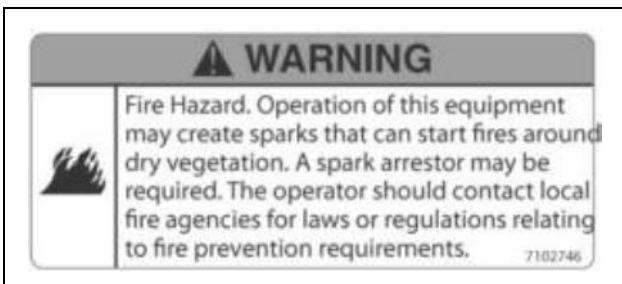 WARNING
Fire Hazard. Operation of this equipment
may create sparks that can start fires around
dry vegetation. A spark arrestor may be
required. The operator should contact local
fire agencies for laws or regulations relating
to fire prevention requirements.
7102746